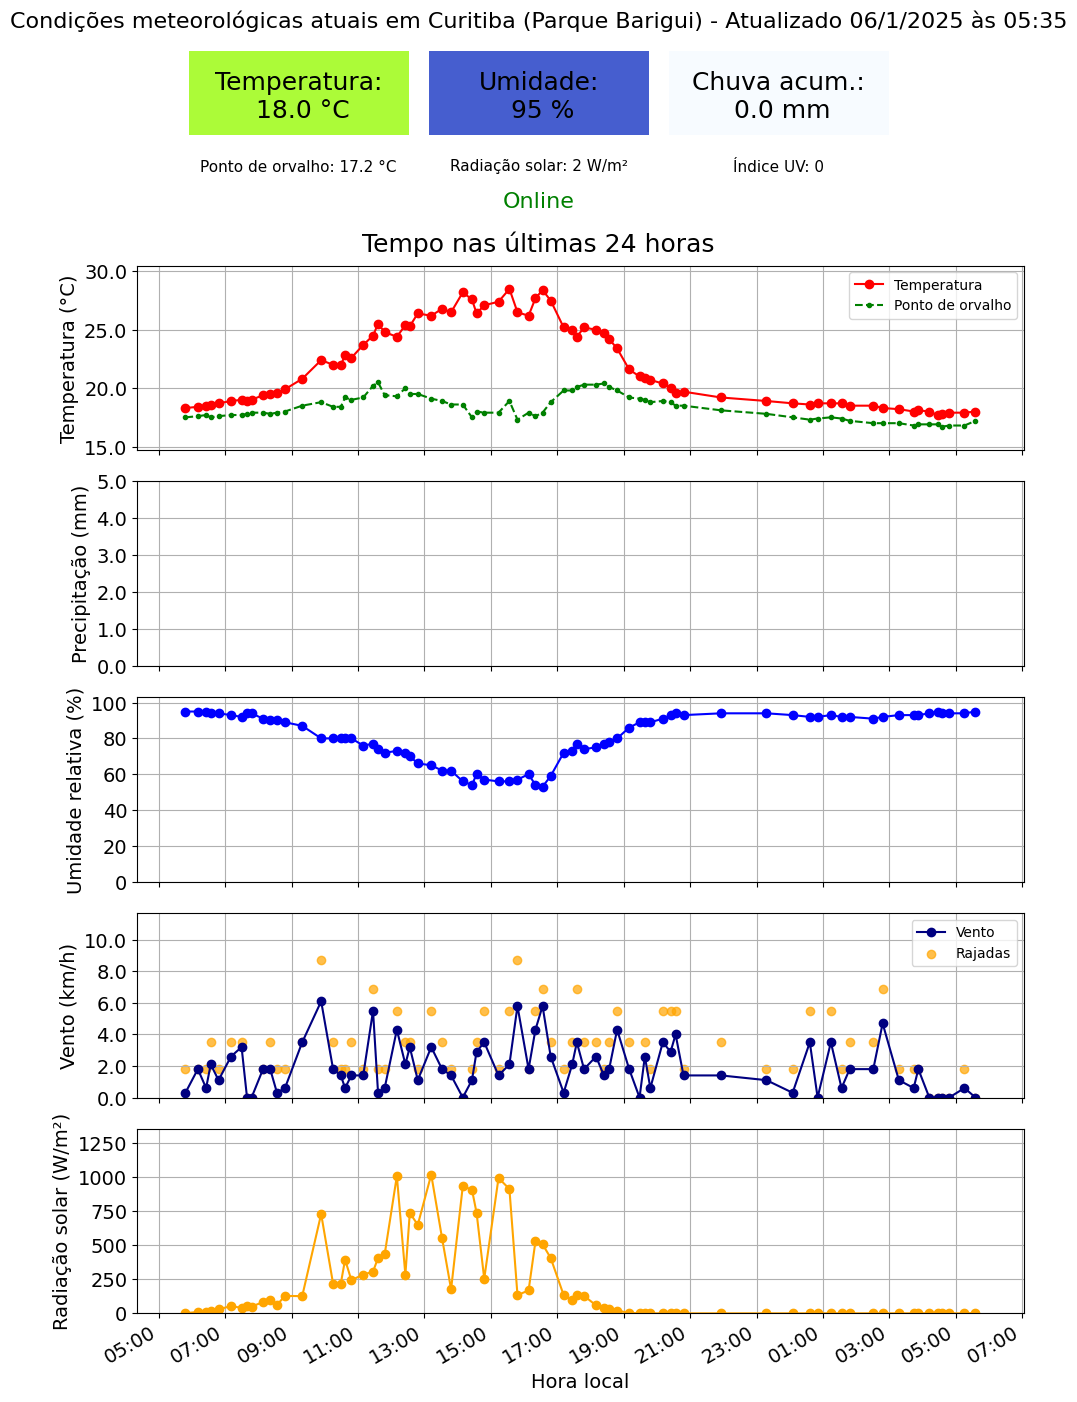 Condições meteorológicas atuais em Curitiba (Parque Barigui) - Atualizado 06/1/2025 às 05:35
Temperatura:
18.0 °C
Umidade:
95 %
Chuva acum.:
0.0 mm
Ponto de orvalho: 17.2 °C
Radiação solar: 2 W/m²
Índice UV: 0
Online
Tempo nas últimas 24 horas
Temperatura (°C)
30.0
25.0
20.0
15.0
Temperatura
Ponto de orvalho
Precipitação (mm)
5.0
4.0
3.0
2.0
1.0
0.0
Umidade relativa (%)
100
80
60
40
20
0
Vento (km/h)
10.0
8.0
6.0
4.0
2.0
0.0
Vento
Rajadas
Radiação solar (W/m²)
1250
1000
750
500
250
0
05:00
07:00
09:00
11:00
13:00
15:00
17:00
19:00
21:00
23:00
01:00
03:00
05:00
07:00
Hora local